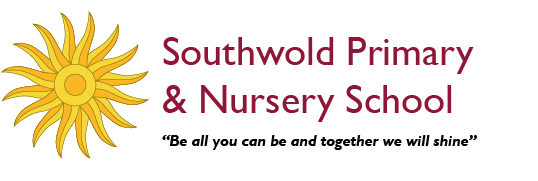 Southwold Primary
& Nursery School
“Be all you can be and together we will shine”